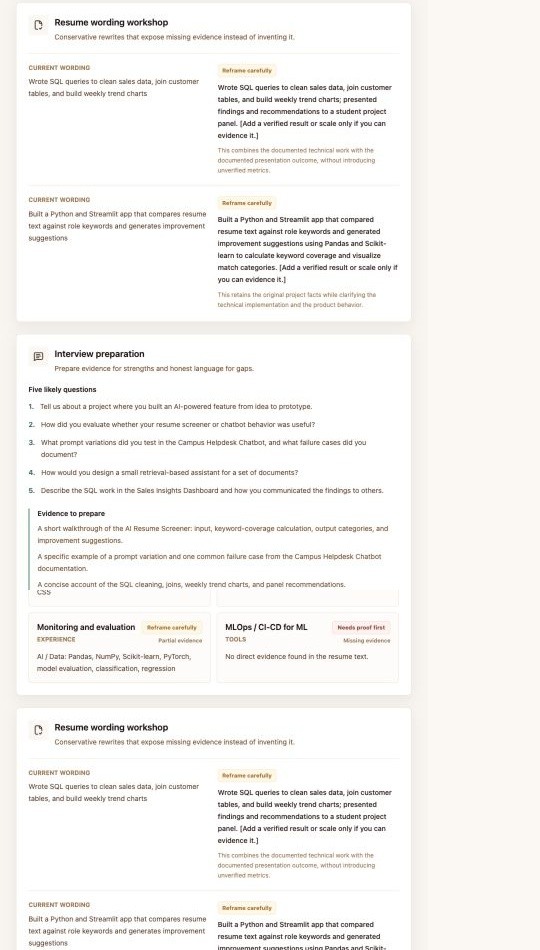 Resume wording workshop
Conservative rewrites that expose missing evidence instead of inventing it.
CURRENT WORDING
Wrote SQL queries to clean sales data, join customer
tables, and build weekly trend charts
Reframe carefully
Wrote SQL queries to clean sales data, join customer
tables, and build weekly trend charts; presented
findings and recommendations to a student project
panel. [Add a verified result or scale only if you can
evidence it.]
This combines the documented technical work with the
documented presentation outcome, without introducing
unverified metrics.
CURRENT WORDING
Built a Python and Streamlit app that compares resume
text against role keywords and generates improvement
suggestions
Reframe carefully
Built a Python and Streamlit app that compared
resume text against role keywords and generated
improvement suggestions using Pandas and Scikit-
learn to calculate keyword coverage and visualize
match categories. [Add a verified result or scale only if
you can evidence it.]
This retains the original project facts while clarifying the
technical implementation and the product behavior.
Interview preparation
Prepare evidence for strengths and honest language for gaps.
Five likely questions
1. Tell us about a project where you built an AI-powered feature from idea to prototype.
2. How did you evaluate whether your resume screener or chatbot behavior was useful?
3. What prompt variations did you test in the Campus Helpdesk Chatbot, and what failure cases did you
document?
4. How would you design a small retrieval-based assistant for a set of documents?
5. Describe the SQL work in the Sales Insights Dashboard and how you communicated the findings to others.
Evidence to prepare
A short walkthrough of the AI Resume Screener: input, keyword-coverage calculation, output categories, and
improvement suggestions.
A specific example of a prompt variation and one common failure case from the Campus Helpdesk Chatbot
documentation.
A concise account of the SQL cleaning, joins, weekly trend charts, and panel recommendations.
CSS
Monitoring and evaluation
Reframe carefully
EXPERIENCE
Partial evidence
AI / Data: Pandas, NumPy, Scikit-learn, PyTorch,
model evaluation, classification, regression
MLOps / CI-CD for ML
Needs proof first
TOOLS
Missing evidence
No direct evidence found in the resume text.
Resume wording workshop
Conservative rewrites that expose missing evidence instead of inventing it.
CURRENT WORDING
Wrote SQL queries to clean sales data, join customer
tables, and build weekly trend charts
Reframe carefully
Wrote SQL queries to clean sales data, join customer
tables, and build weekly trend charts; presented
findings and recommendations to a student project
panel. [Add a verified result or scale only if you can
evidence it.]
This combines the documented technical work with the
documented presentation outcome, without introducing
unverified metrics.
CURRENT WORDING
Built a Python and Streamlit app that compares resume
text against role keywords and generates improvement
suggestions
Reframe carefully
Built a Python and Streamlit app that compared
resume text against role keywords and generated
improvement suggestions using Pandas and Scikit-